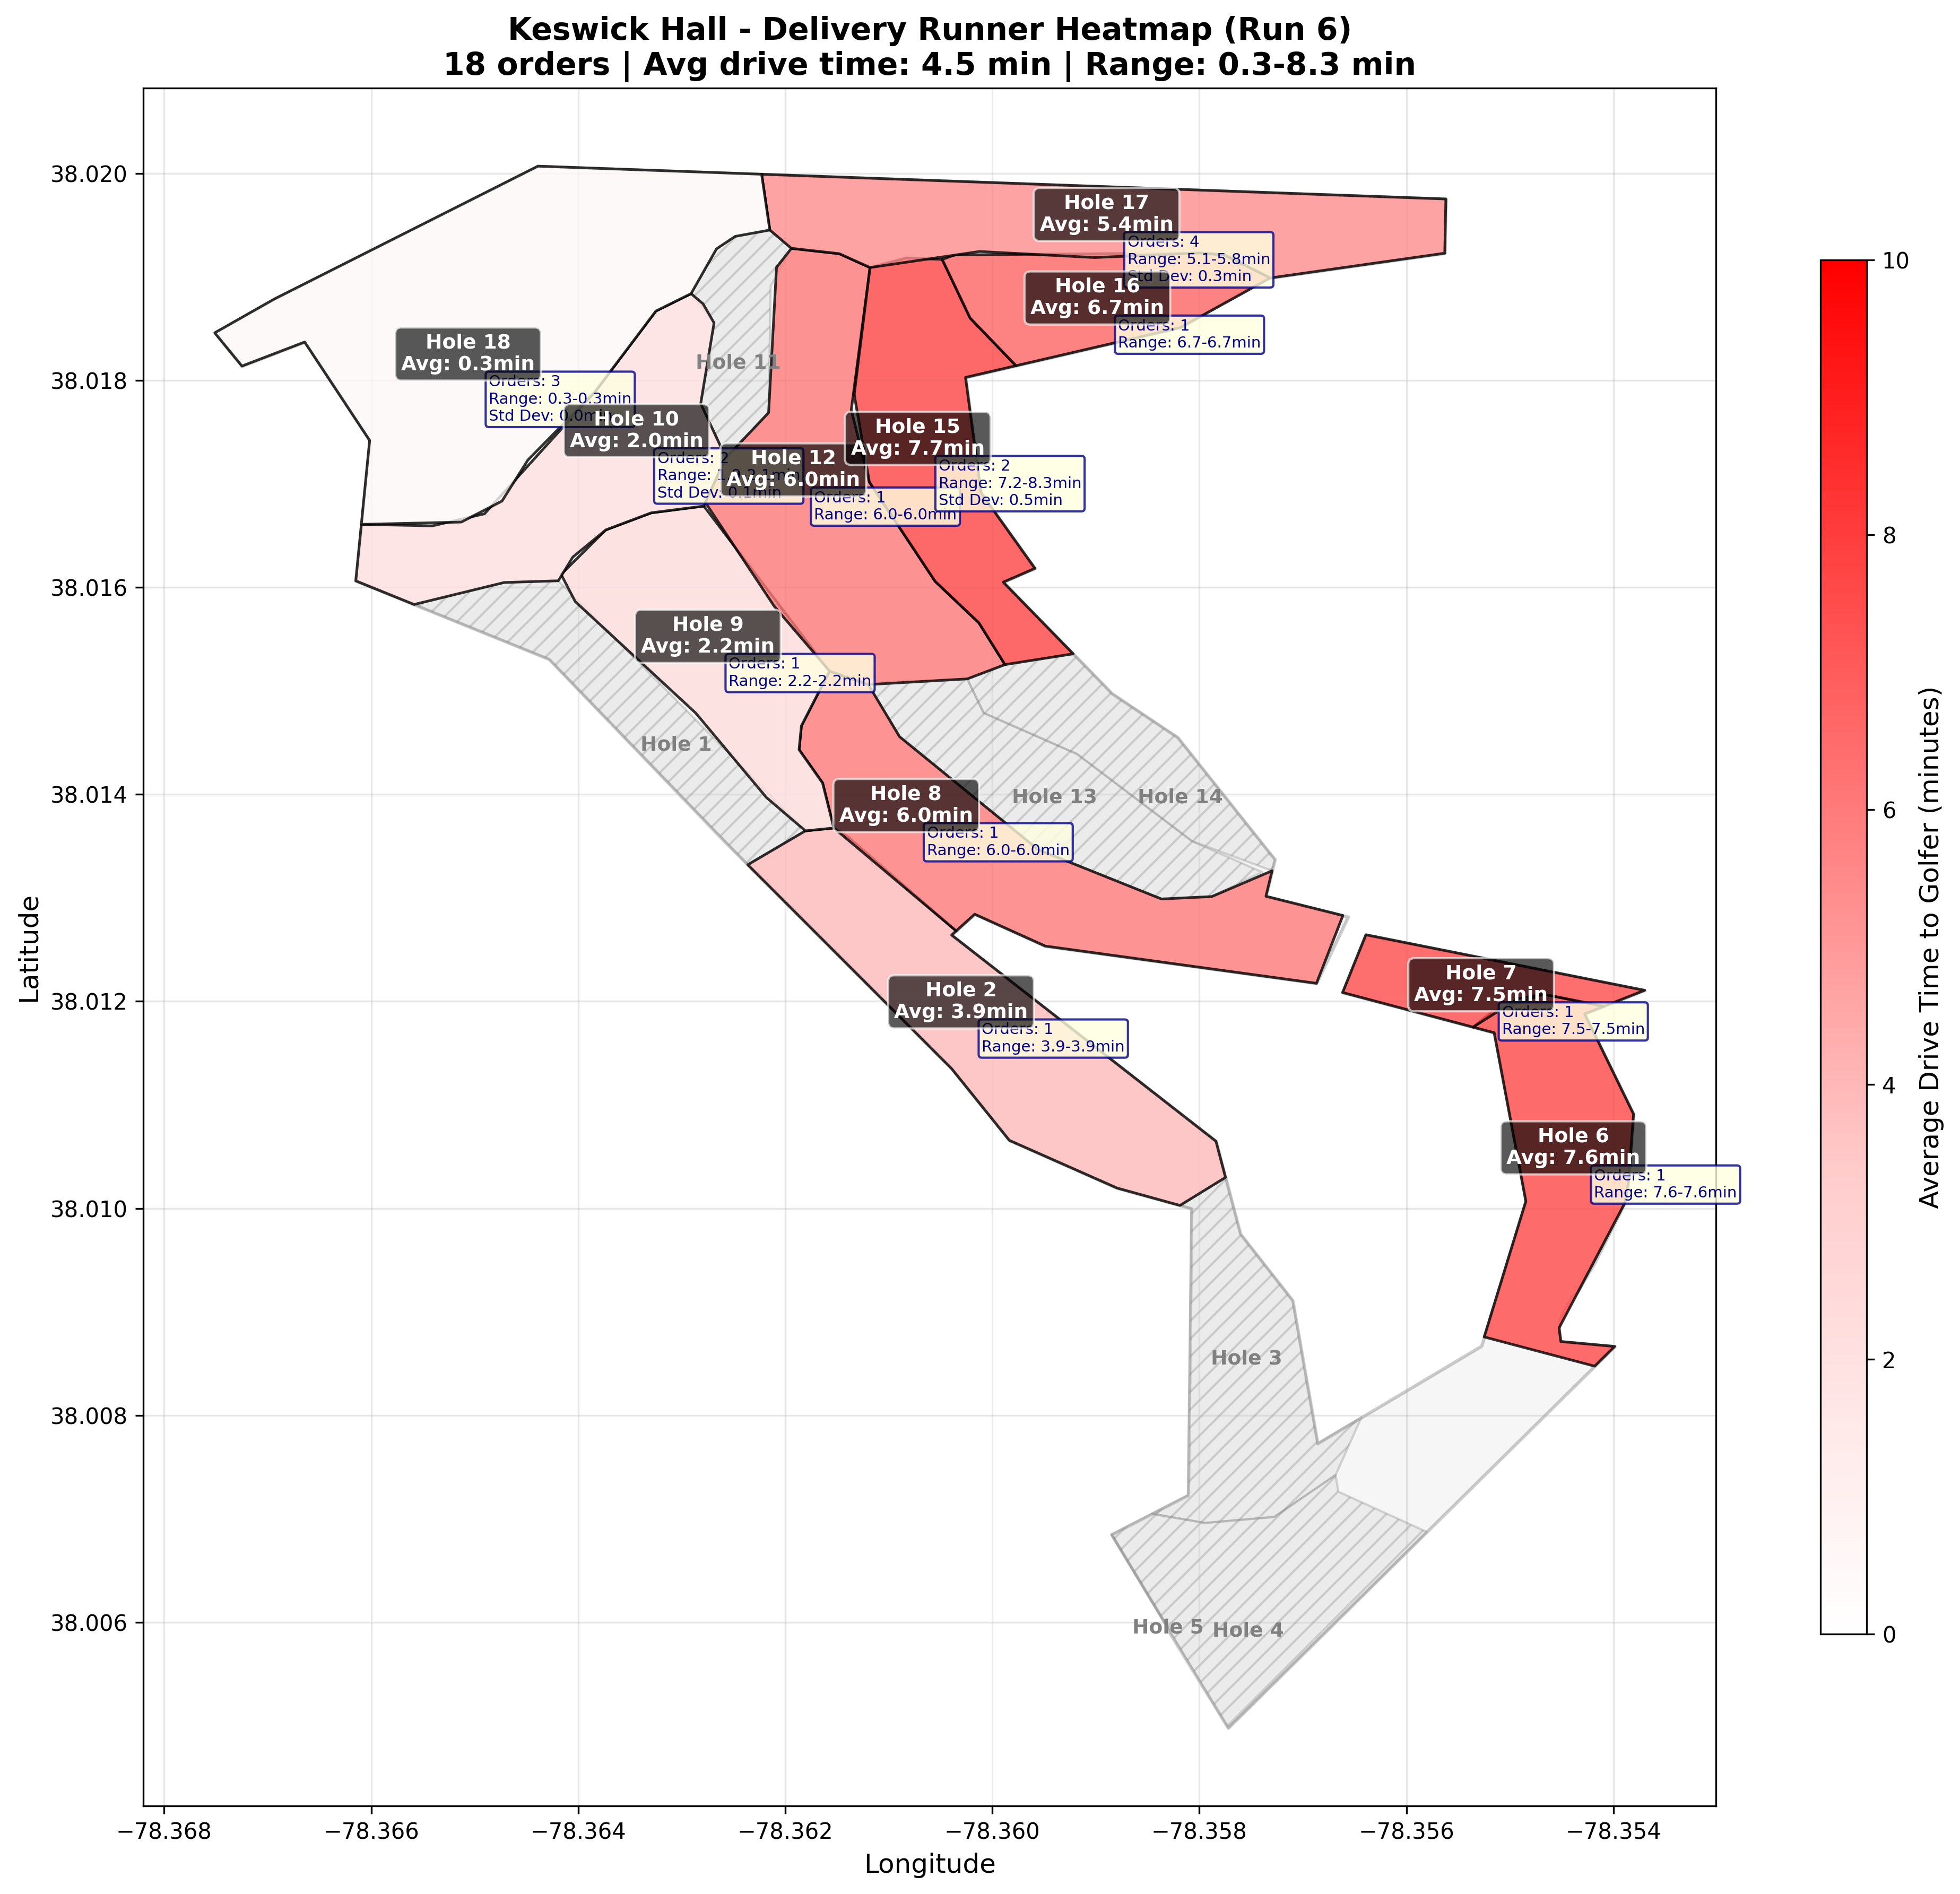 Keswick Hall - Delivery Runner Heatmap (Run 6)
18 orders | Avg drive time: 4.5 min | Range: 0.3-8.3 min
Hole 17
Avg: 5.4min
Orders: 4
Range: 5.1-5.8min
Std Dev: 0.3min
Hole 16
Avg: 6.7min
Orders: 1
Range: 6.7-6.7min
Hole 18
Avg: 0.3min
Orders: 3
Range: 0.3-0.3min
Std Dev: 0.0min
Hole 11
Hole 10
Avg: 2.0min
Orders: 2
Range:
Std Dev: 0.1min
Hole 12
Avg: 6.0min
Orders: 1
Range: 6.0-6.0min
Hole 15
Avg: 7.7min
Orders: 2
Range: 7.2-8.3min
Std Dev: 0.5min
Hole 9
Avg: 2.2min
Orders: 1
Range: 2.2-2.2min
Hole 1
Hole 8
Avg: 6.0min
Orders: 1
Range: 6.0-6.0min
Hole 13
Hole 14
Hole 2
Avg: 3.9min
Orders: 1
Range: 3.9-3.9min
Hole 7
Avg: 7.5min
Orders: 1
Range: 7.5-7.5min
Hole 6
Avg: 7.6min
Orders: 1
Range: 7.6-7.6min
Hole 3
Hole 5
Hole 4
38.020
38.018
38.016
38.014
38.012
38.010
38.008
38.006
Latitude
−78.368
−78.366
−78.364
−78.362
−78.360
−78.358
−78.356
−78.354
Longitude
10
8
6
4
2
0
Average Drive Time to Golfer (minutes)